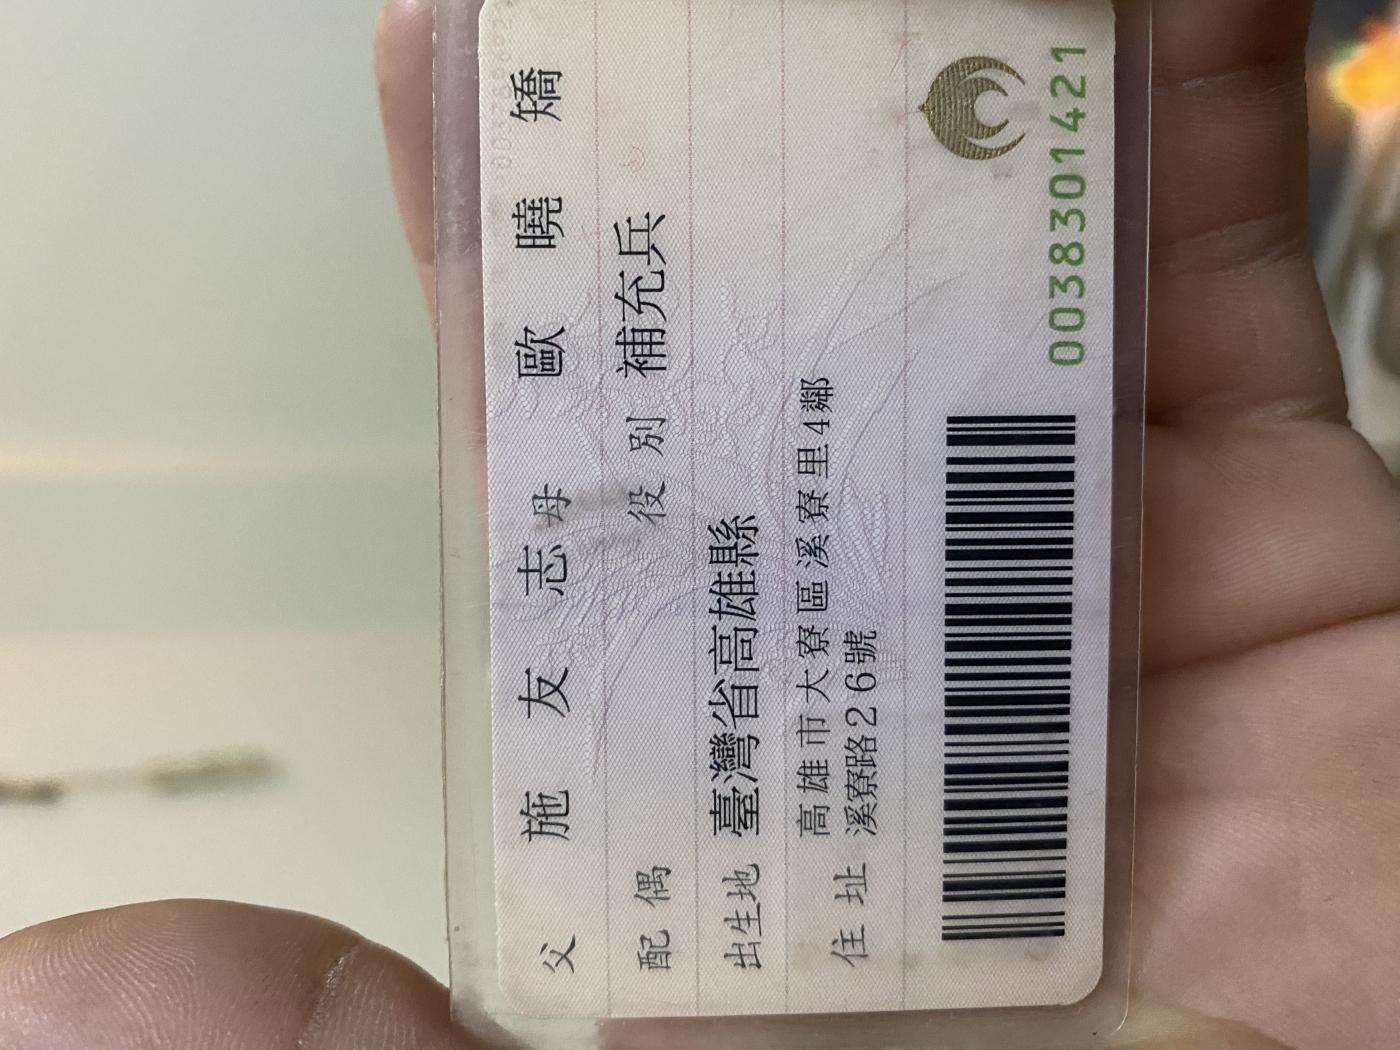 父 施友志 母 歐曉矯
配偶 役別 補充兵
出生地 臺灣省高雄縣
住址 高雄市大寮區溪寮里4鄰
溪寮路26號
0038301421